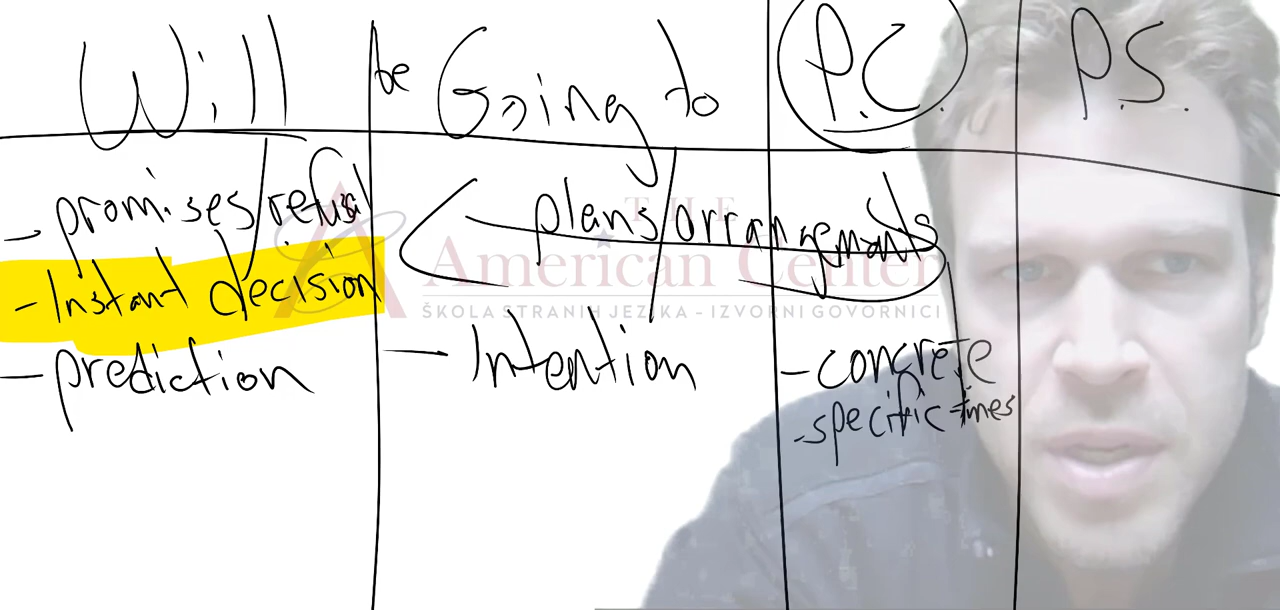 Will be Going to P.C. P.S.
- promises/refusal - plans/arrangements
THE
American Center
- Instant decision
ŠKOLA STRANIH JEZIKA - IZVORNI GOVORNICI
- prediction - Intention - concrete
- specific times